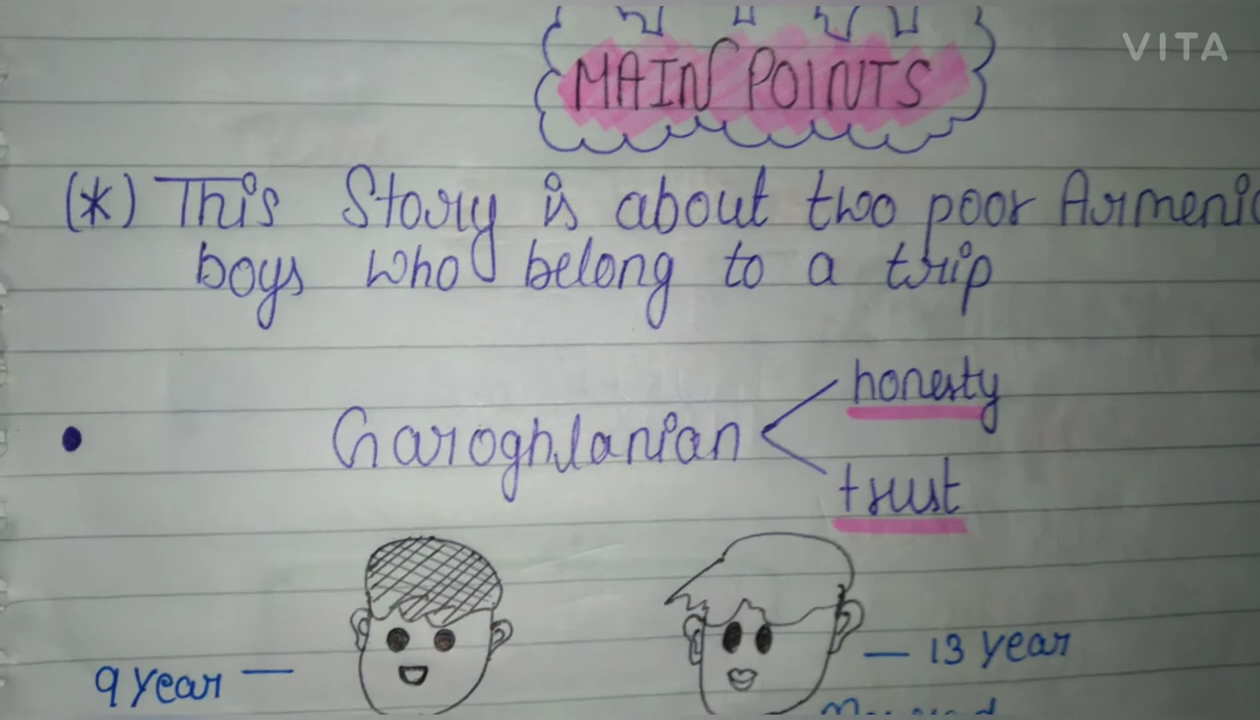 VITA
MAIN POINTS
(*) This Story is about two poor Armenia
boys who belong to a trip
honesty
• Garoghlanian
trust
9 year —
— 13 year